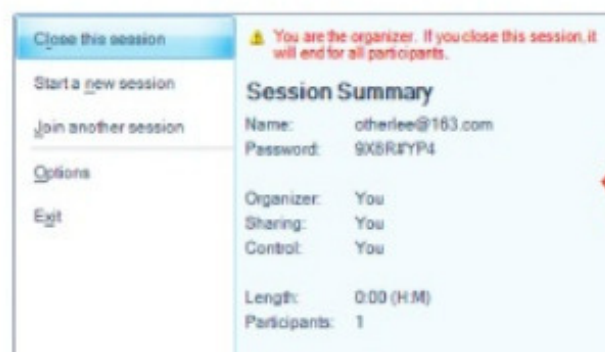 Close this session
Start a new session
Join another session
Options
Exit
You are the organizer. If you close this session, it
will end for all participants.
Session Summary
Name: otherlee@163.com
Password:
Organizer: You
Sharing: You
Control: You
Length: 0:00 (H:M)
Participants: 1